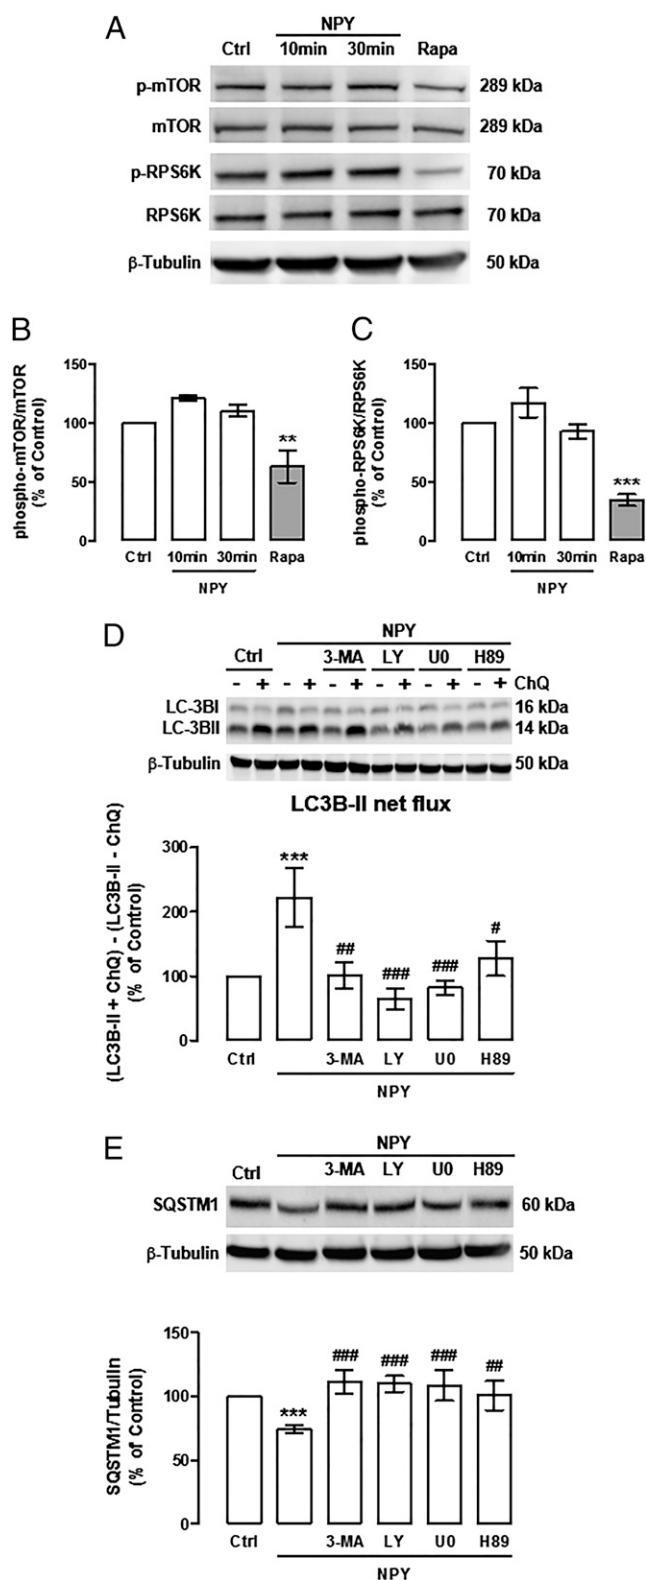 A
NPY
Ctrl 10min 30min Rapa
p-mTOR 289 kDa
mTOR 289 kDa
p-RPS6K 70 kDa
RPS6K 70 kDa
β-Tubulin 50 kDa
B
phospho-mTOR/mTOR
(% of Control)
150
100
50
0
**
Ctrl 10min 30min Rapa
NPY
C
phospho-RPS6K/RPS6K
(% of Control)
150
100
50
0
***
Ctrl 10min 30min Rapa
NPY
D
NPY
Ctrl 3-MA LY U0 H89
- + - + - + - + - + - + ChQ
LC-3BI 16 kDa
LC-3BII 14 kDa
β-Tubulin 50 kDa
LC3B-II net flux
(LC3B-II + ChQ) - (LC3B-II - ChQ)
(% of Control)
300
200
100
0
*** ## ### ### #
Ctrl 3-MA LY U0 H89
NPY
E
NPY
Ctrl 3-MA LY U0 H89
SQSTM1 60 kDa
β-Tubulin 50 kDa
SQSTM1/Tubulin
(% of Control)
150
100
50
0
*** ### ### ### ##
Ctrl 3-MA LY U0 H89
NPY